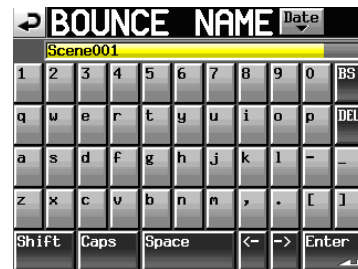 BOUNCE NAME Date
Scene001
1 2 3 4 5 6 7 8 9 0 BS
q w e r t y u i o p DEL
a s d f g h j k l - _
z x c v b n m , . [ ]
Shift Caps Space <- -> Enter